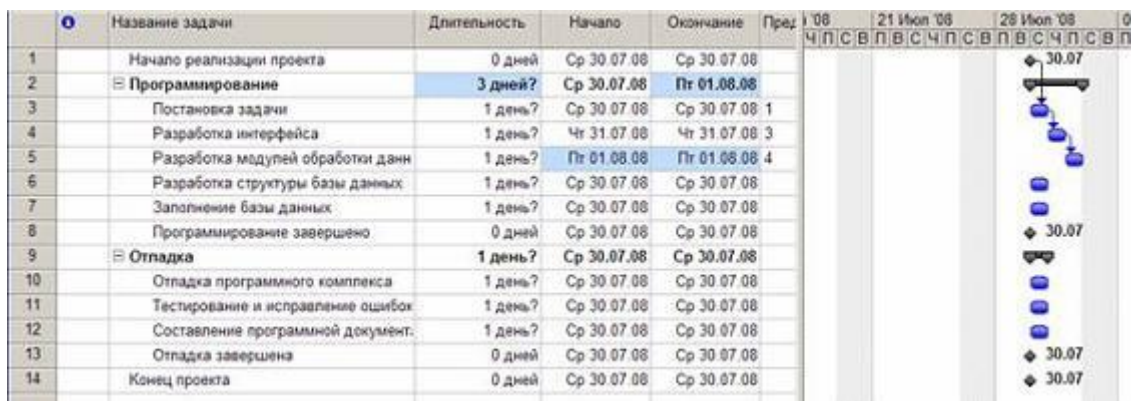 Название задачи Длительность Начало Окончание Пред '08 21 Июл '08 28 Июл '08 0
Ч П С В П В С Ч П С В П В С Ч П С В П
1 Начало реализации проекта 0 дней Ср 30.07.08 Ср 30.07.08 30.07
2 Программирование 3 дней? Ср 30.07.08 Пт 01.08.08
3 Постановка задачи 1 день? Ср 30.07.08 Ср 30.07.08 1
4 Разработка интерфейса 1 день? Чт 31.07.08 Чт 31.07.08 3
5 Разработка модулей обработки данн 1 день? Пт 01.08.08 Пт 01.08.08 4
6 Разработка структуры базы данных 1 день? Ср 30.07.08 Ср 30.07.08
7 Заполнение базы данных 1 день? Ср 30.07.08 Ср 30.07.08
8 Программирование завершено 0 дней Ср 30.07.08 Ср 30.07.08 30.07
9 Отладка 1 день? Ср 30.07.08 Ср 30.07.08
10 Отладка программного комплекса 1 день? Ср 30.07.08 Ср 30.07.08
11 Тестирование и исправление ошибок 1 день? Ср 30.07.08 Ср 30.07.08
12 Составление программной документ. 1 день? Ср 30.07.08 Ср 30.07.08
13 Отладка завершена 0 дней Ср 30.07.08 Ср 30.07.08 30.07
14 Конец проекта 0 дней Ср 30.07.08 Ср 30.07.08 30.07